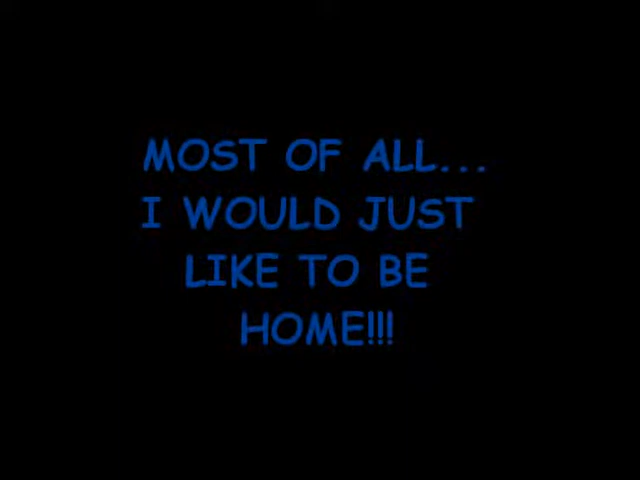 MOST OF ALL...
I WOULD JUST
LIKE TO BE
HOME!!!